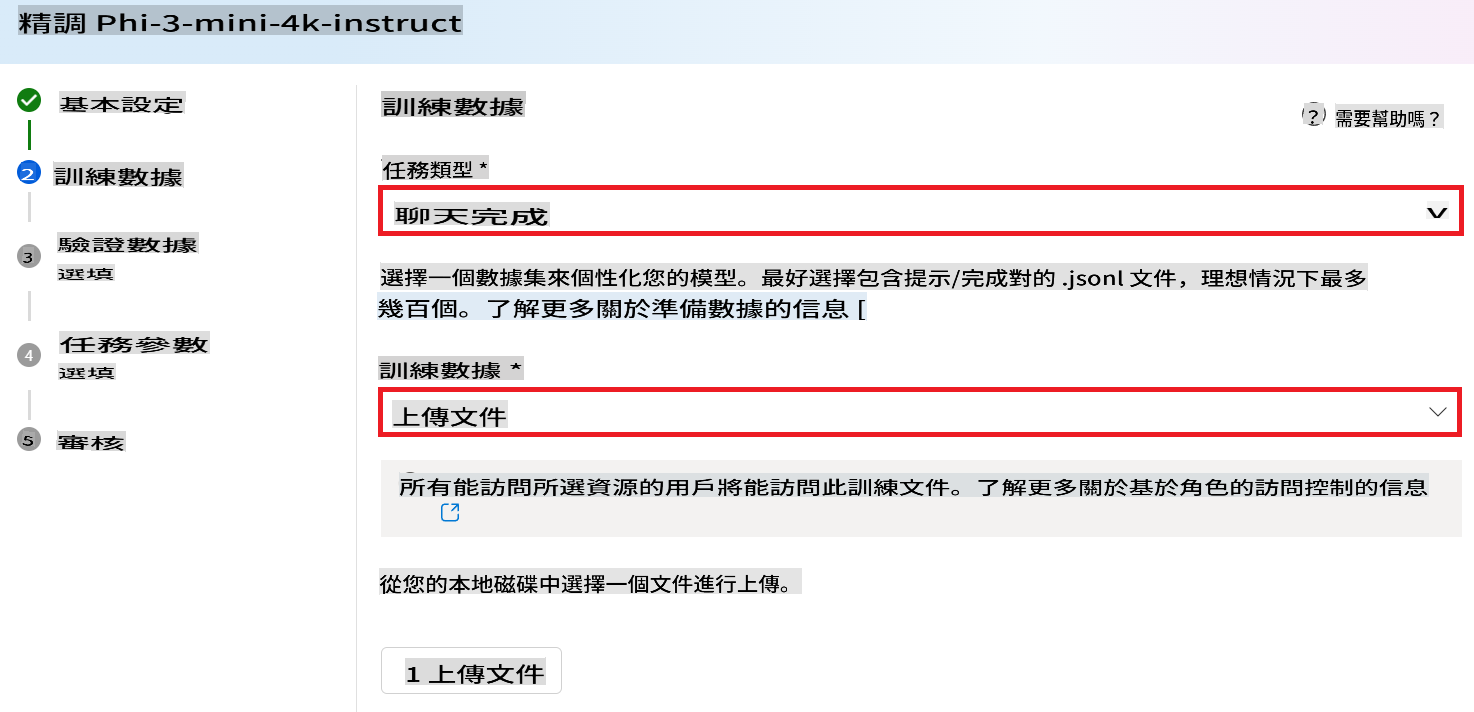 精調 Phi-3-mini-4k-instruct
基本設定
2 訓練數據
3 驗證數據
選填
4 任務參數
選填
5 審核
訓練數據
? 需要幫助嗎？
任務類型 *
聊天完成
選擇一個數據集來個性化您的模型。最好選擇包含提示/完成對的 .jsonl 文件，理想情況下最多
幾百個。了解更多關於準備數據的信息 [
訓練數據 *
上傳文件
所有能訪問所選資源的用戶將能訪問此訓練文件。了解更多關於基於角色的訪問控制的信息
從您的本地磁碟中選擇一個文件進行上傳。
1 上傳文件